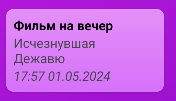 Фильм на вечер
Исчезнувшая
Дежавю
17:57 01.05.2024